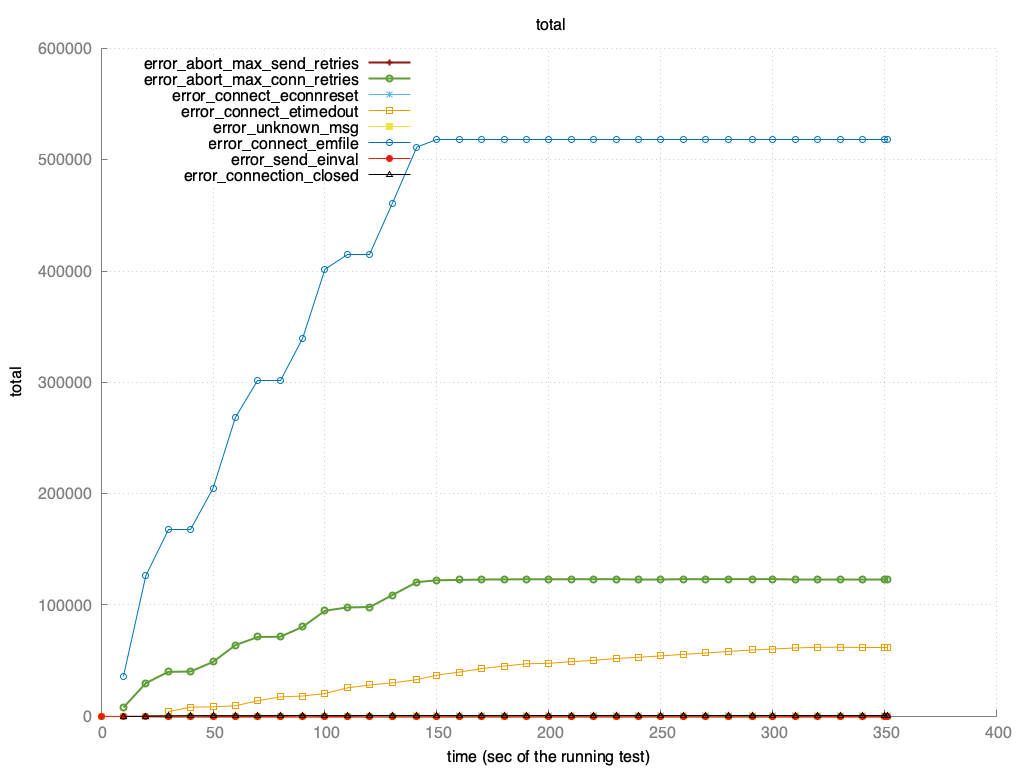 total
600000
500000
400000
300000
200000
100000
0
total
error_abort_max_send_retries
error_abort_max_conn_retries
error_connect_econnreset
error_connect_etimedout
error_unknown_msg
error_connect_emfile
error_send_einval
error_connection_closed
0 50 100 150 200 250 300 350 400
time (sec of the running test)